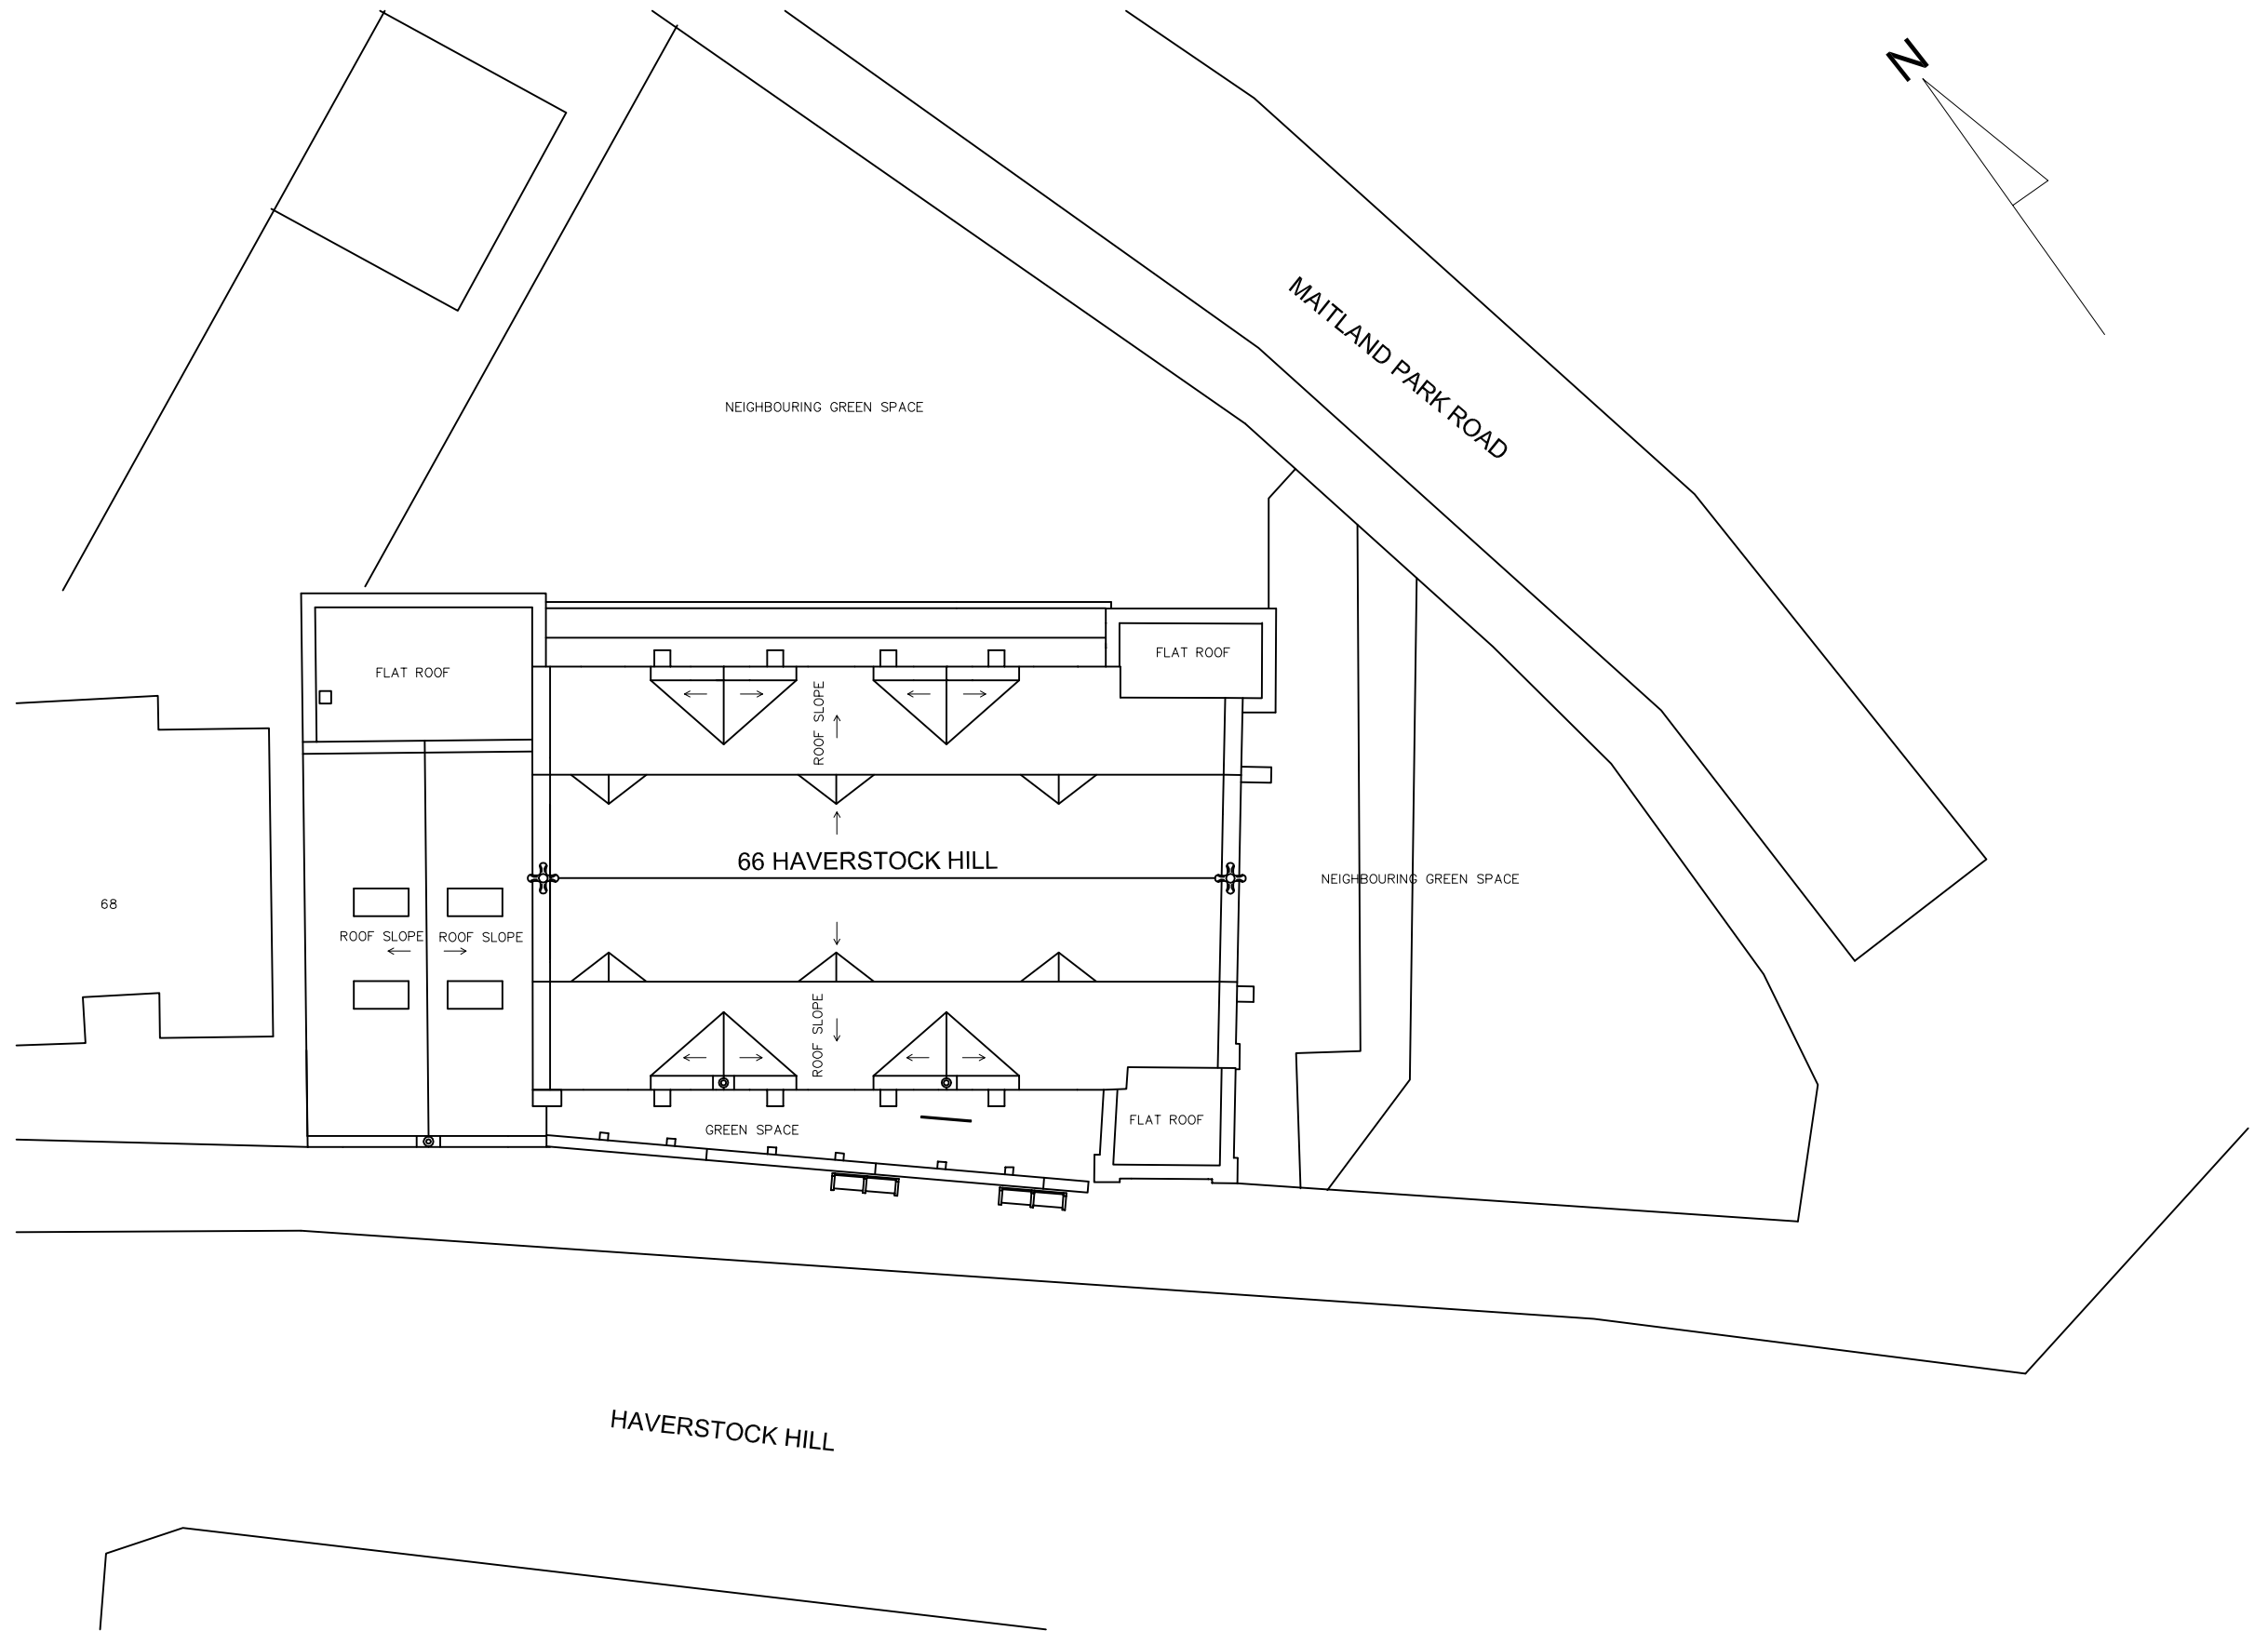 N
MAITLAND PARK ROAD
NEIGHBOURING GREEN SPACE
FLAT ROOF
FLAT ROOF
ROOF SLOPE
66 HAVERSTOCK HILL
NEIGHBOURING GREEN SPACE
68
ROOF SLOPE
ROOF SLOPE
ROOF SLOPE
FLAT ROOF
GREEN SPACE
HAVERSTOCK HILL